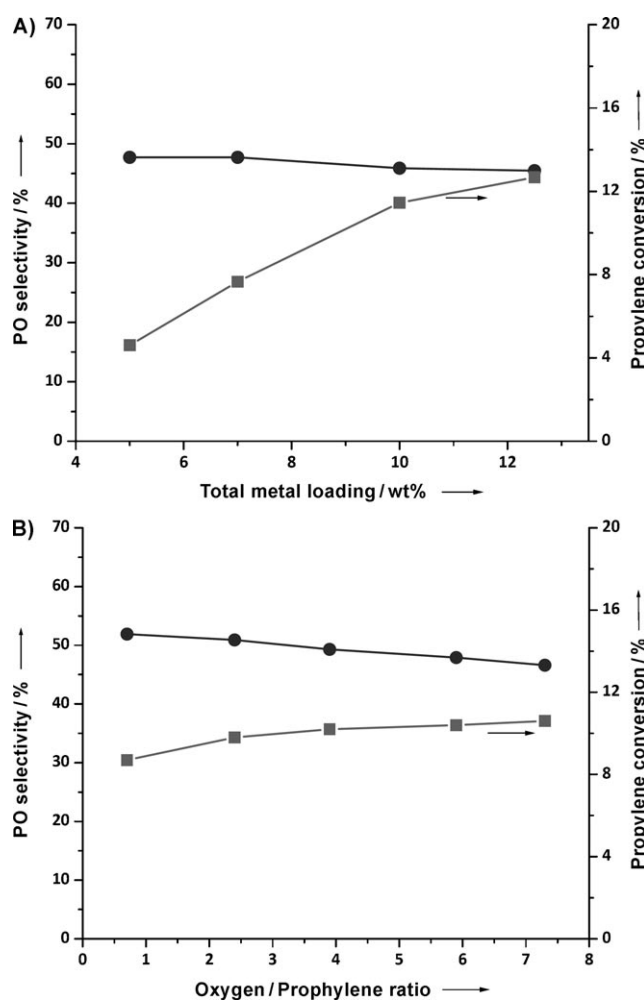 A)
PO selectivity / %
70
60
50
40
30
20
10
0
4 6 8 10 12
Total metal loading / wt%
20
16
12
8
4
0
Propylene conversion / %
B)
PO selectivity / %
70
60
50
40
30
20
10
0
0 1 2 3 4 5 6 7 8
Oxygen / Prophylene ratio
20
16
12
8
4
0
Propylene conversion / %